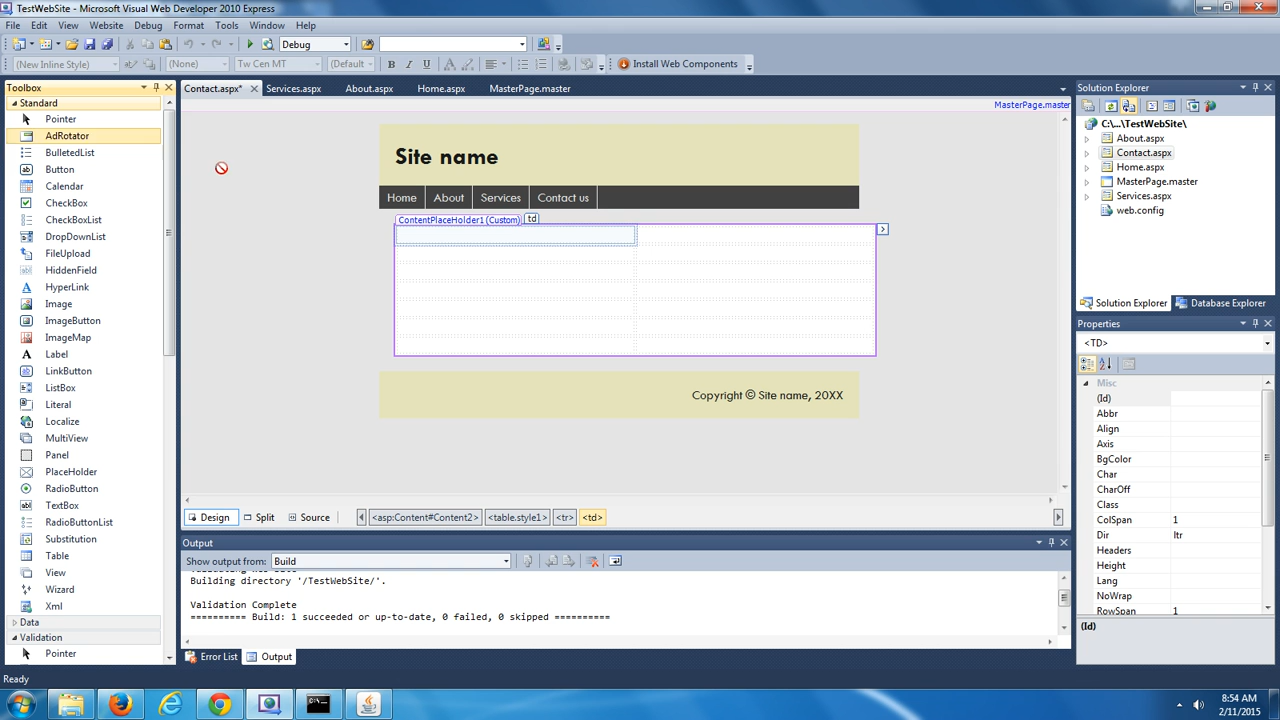 TestWebSite - Microsoft Visual Web Developer 2010 Express
File Edit View Website Debug Format Tools Window Help
Debug
(New Inline Style) (None) Tw Cen MT (Default) B I U A Install Web Components
Toolbox
Standard
Pointer
AdRotator
BulletedList
Button
Calendar
CheckBox
CheckBoxList
DropDownList
FileUpload
HiddenField
HyperLink
Image
ImageButton
ImageMap
Label
LinkButton
ListBox
Literal
Localize
MultiView
Panel
PlaceHolder
RadioButton
TextBox
RadioButtonList
Substitution
Table
View
Wizard
Xml
Data
Validation
Pointer
Contact.aspx* Services.aspx About.aspx Home.aspx MasterPage.master
MasterPage.master
Site name
Home About Services Contact us
ContentPlaceHolder1 (Custom) td
Copyright © Site name, 20XX
Design Split Source <asp:Content#Content2> <table.style1> <tr> <td>
Output
Show output from: Build
Building directory '/TestWebSite/'.
Validation Complete
========== Build: 1 succeeded or up-to-date, 0 failed, 0 skipped ==========
Error List Output
Solution Explorer
C:\...\TestWebSite\
About.aspx
Contact.aspx
Home.aspx
MasterPage.master
Services.aspx
web.config
Solution Explorer Database Explorer
Properties
<TD>
Misc
(Id)
Abbr
Align
Axis
BgColor
Char
CharOff
Class
ColSpan 1
Dir ltr
Headers
Height
Lang
NoWrap
RowSpan 1
(Id)
Ready
8:54 AM
2/11/2015